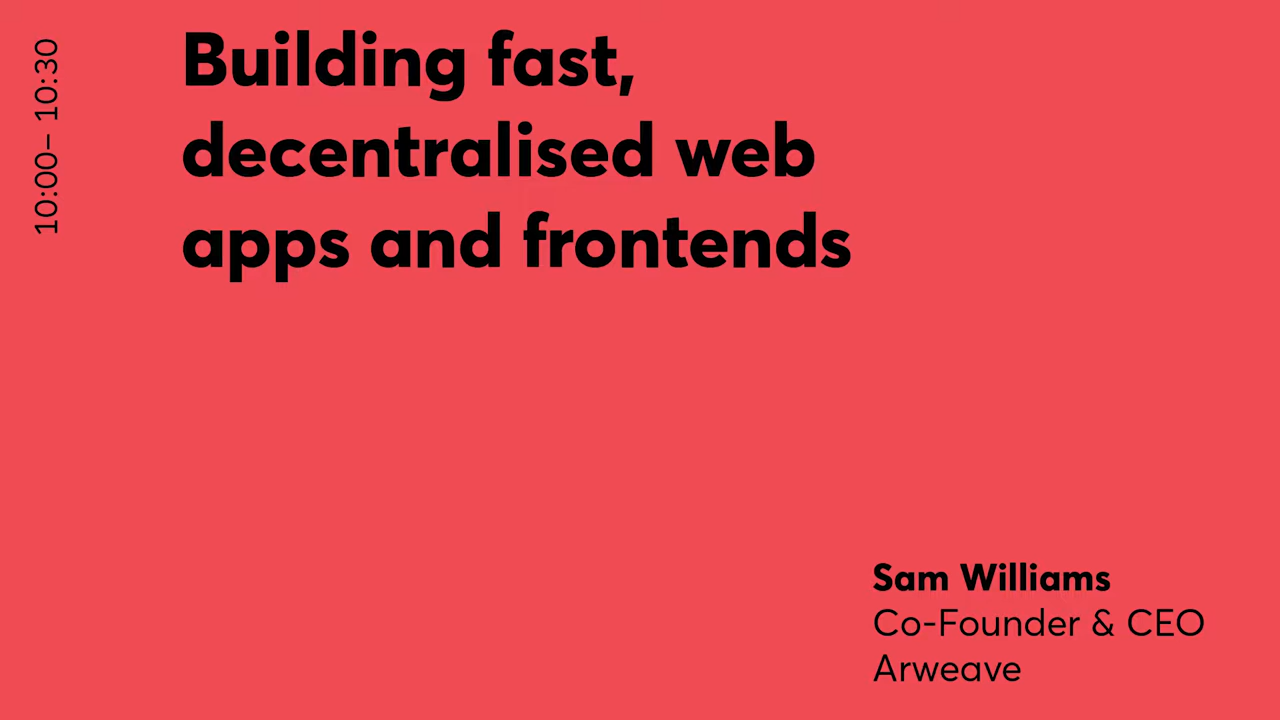 10:00– 10:30
Building fast,
decentralised web
apps and frontends
Sam Williams
Co-Founder & CEO
Arweave